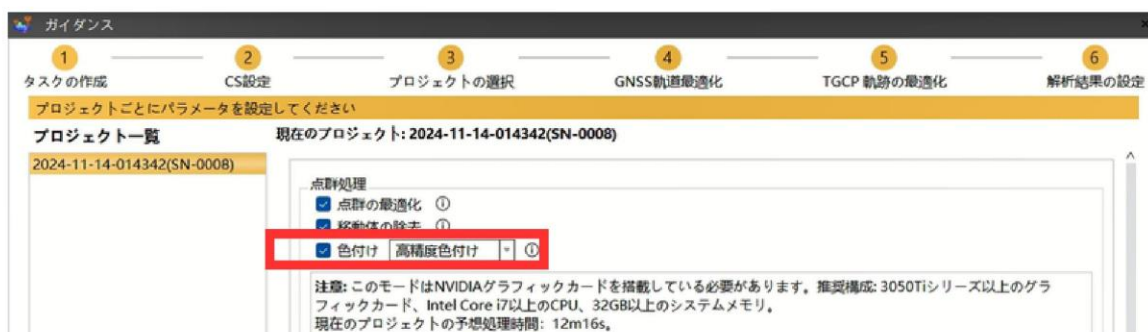 ガイダンス
1 2 3 4 5 6
タスクの作成 CS設定 プロジェクトの選択 GNSS軌道最適化 TGCP 軌跡の最適化 解析結果の設定
プロジェクトごとにパラメータを設定してください
プロジェクト一覧
2024-11-14-014342(SN-0008)
現在のプロジェクト: 2024-11-14-014342(SN-0008)
点群処理
点群の最適化
移動体の除去
色付け 高精度色付け
注意: このモードはNVIDIAグラフィックカードを搭載している必要があります。推奨構成: 3050Tiシリーズ以上のグラ
フィックカード、Intel Core i7以上のCPU、32GB以上のシステムメモリ。
現在のプロジェクトの予想処理時間: 12m16s。